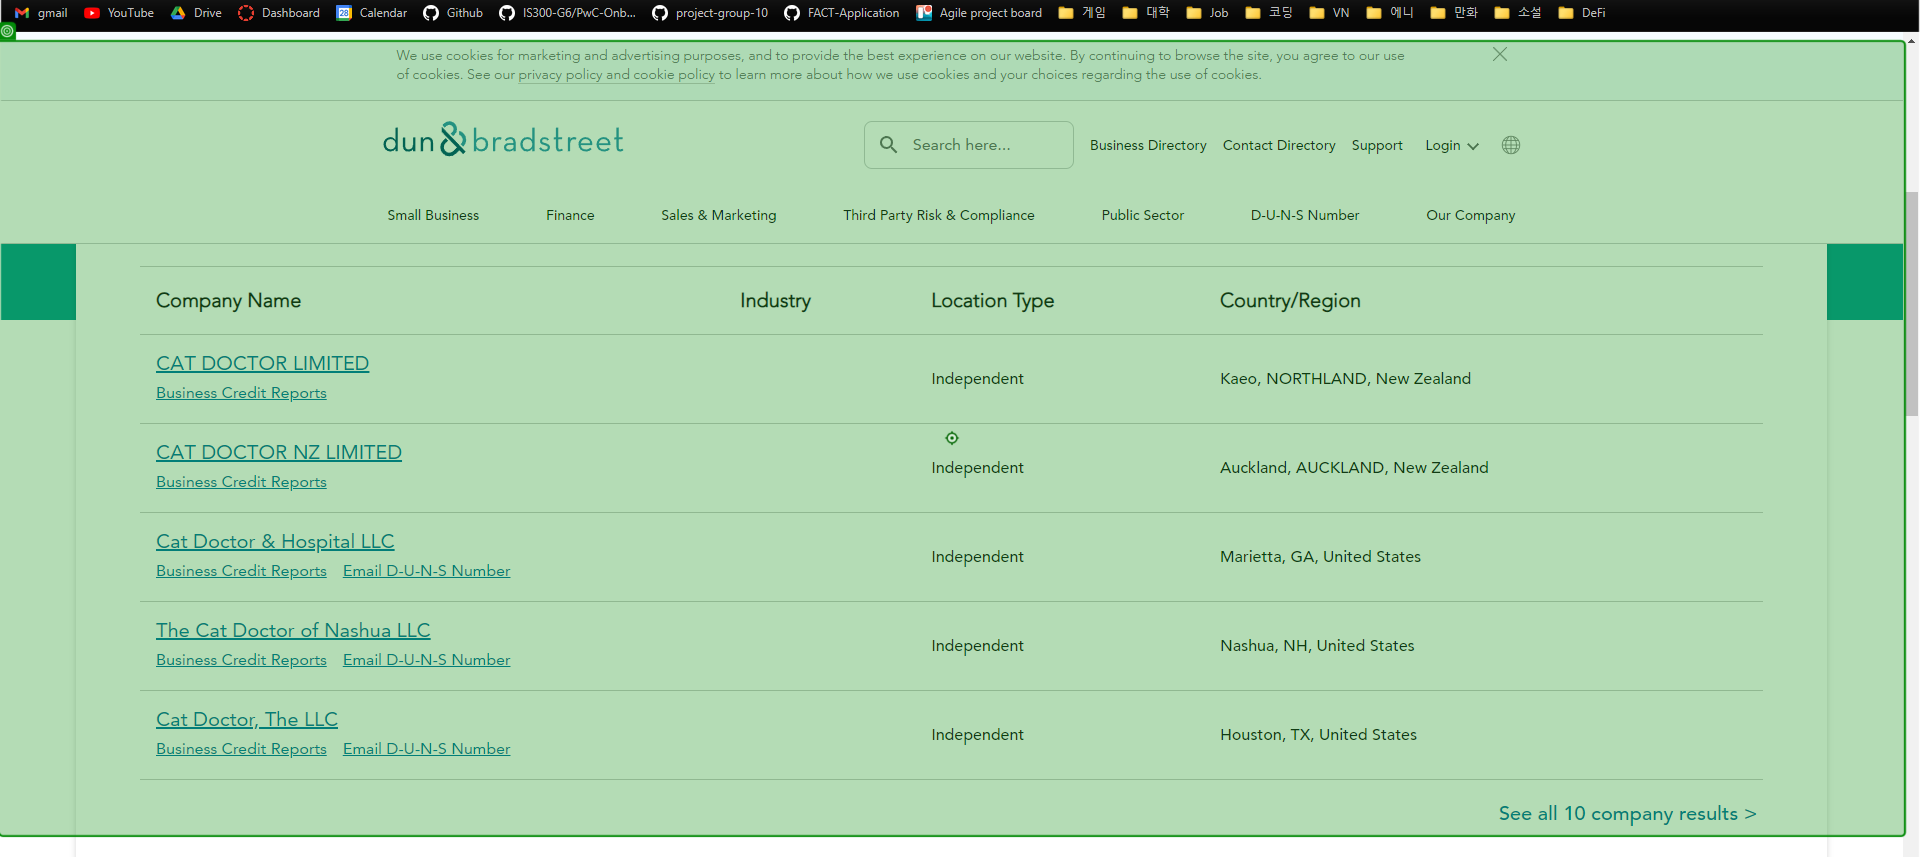 gmail YouTube Drive Dashboard 28 Calendar Github IS300-G6/PwC-Onb... project-group-10 FACT-Application Agile project board 게임 대학 Job 코딩 VN 에니 만화 소설 DeFi
We use cookies for marketing and advertising purposes, and to provide the best experience on our website. By continuing to browse the site, you agree to our use
of cookies. See our privacy policy and cookie policy to learn more about how we use cookies and your choices regarding the use of cookies.
dun&bradstreet Search here... Business Directory Contact Directory Support Login
Small Business Finance Sales & Marketing Third Party Risk & Compliance Public Sector D-U-N-S Number Our Company
Company Name Industry Location Type Country/Region
CAT DOCTOR LIMITED
Independent Kaeo, NORTHLAND, New Zealand
Business Credit Reports
CAT DOCTOR NZ LIMITED
Independent Auckland, AUCKLAND, New Zealand
Business Credit Reports
Cat Doctor & Hospital LLC
Independent Marietta, GA, United States
Business Credit Reports Email D-U-N-S Number
The Cat Doctor of Nashua LLC
Independent Nashua, NH, United States
Business Credit Reports Email D-U-N-S Number
Cat Doctor, The LLC
Independent Houston, TX, United States
Business Credit Reports Email D-U-N-S Number
See all 10 company results >